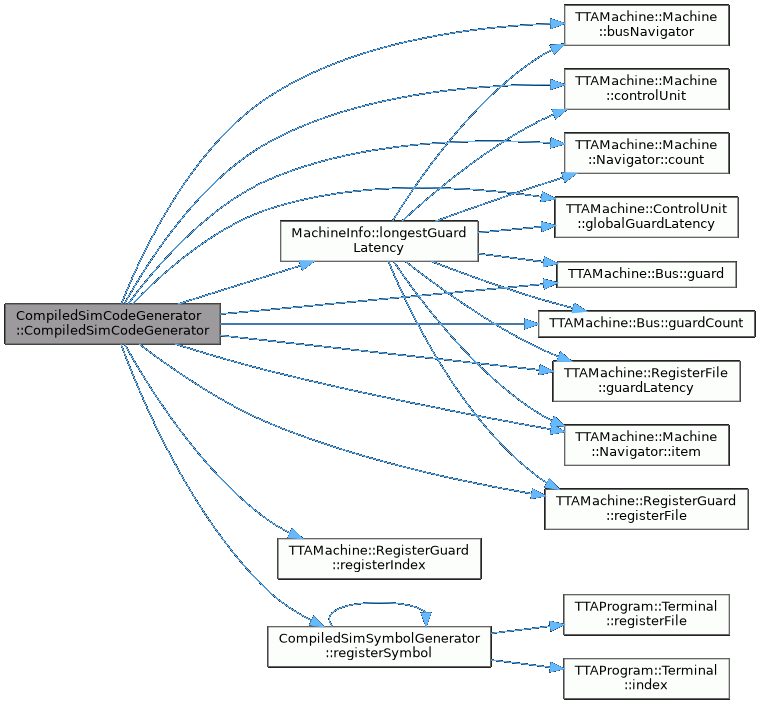 TTAMachine::Machine
::busNavigator
TTAMachine::Machine
::controlUnit
TTAMachine::Machine
::Navigator::count
TTAMachine::ControlUnit
::globalGuardLatency
MachineInfo::longestGuard
Latency
TTAMachine::Bus::guard
CompiledSimCodeGenerator
::CompiledSimCodeGenerator
TTAMachine::Bus::guardCount
TTAMachine::RegisterFile
::guardLatency
TTAMachine::Machine
::Navigator::item
TTAMachine::RegisterGuard
::registerFile
TTAMachine::RegisterGuard
::registerIndex
TTAProgram::Terminal
::registerFile
CompiledSimSymbolGenerator
::registerSymbol
TTAProgram::Terminal
::index